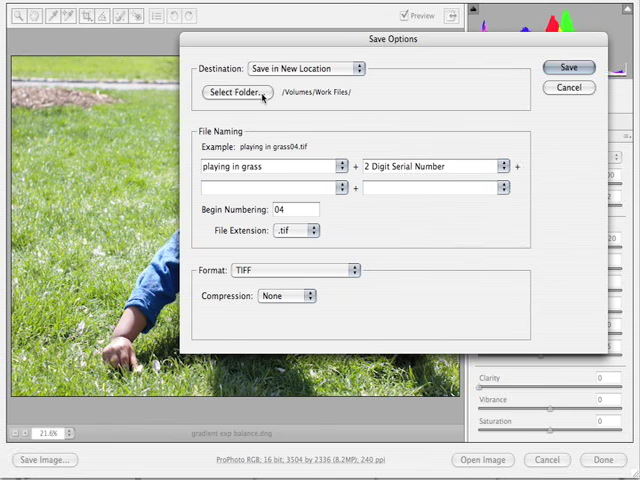 Preview
Save Options
Destination: Save in New Location
Save
Select Folder... /Volumes/Work Files/
Cancel
File Naming
Example: playing in grass04.tif
playing in grass + 2 Digit Serial Number +
+
Begin Numbering: 04
File Extension: .tif
Format: TIFF
Compression: None
Clarity 0
Vibrance 0
Saturation 0
21.6% gradient exp balance.dng
Save Image... ProPhoto RGB; 16 bit; 3504 by 2336 (8.2MP); 240 ppi Open Image Cancel Done